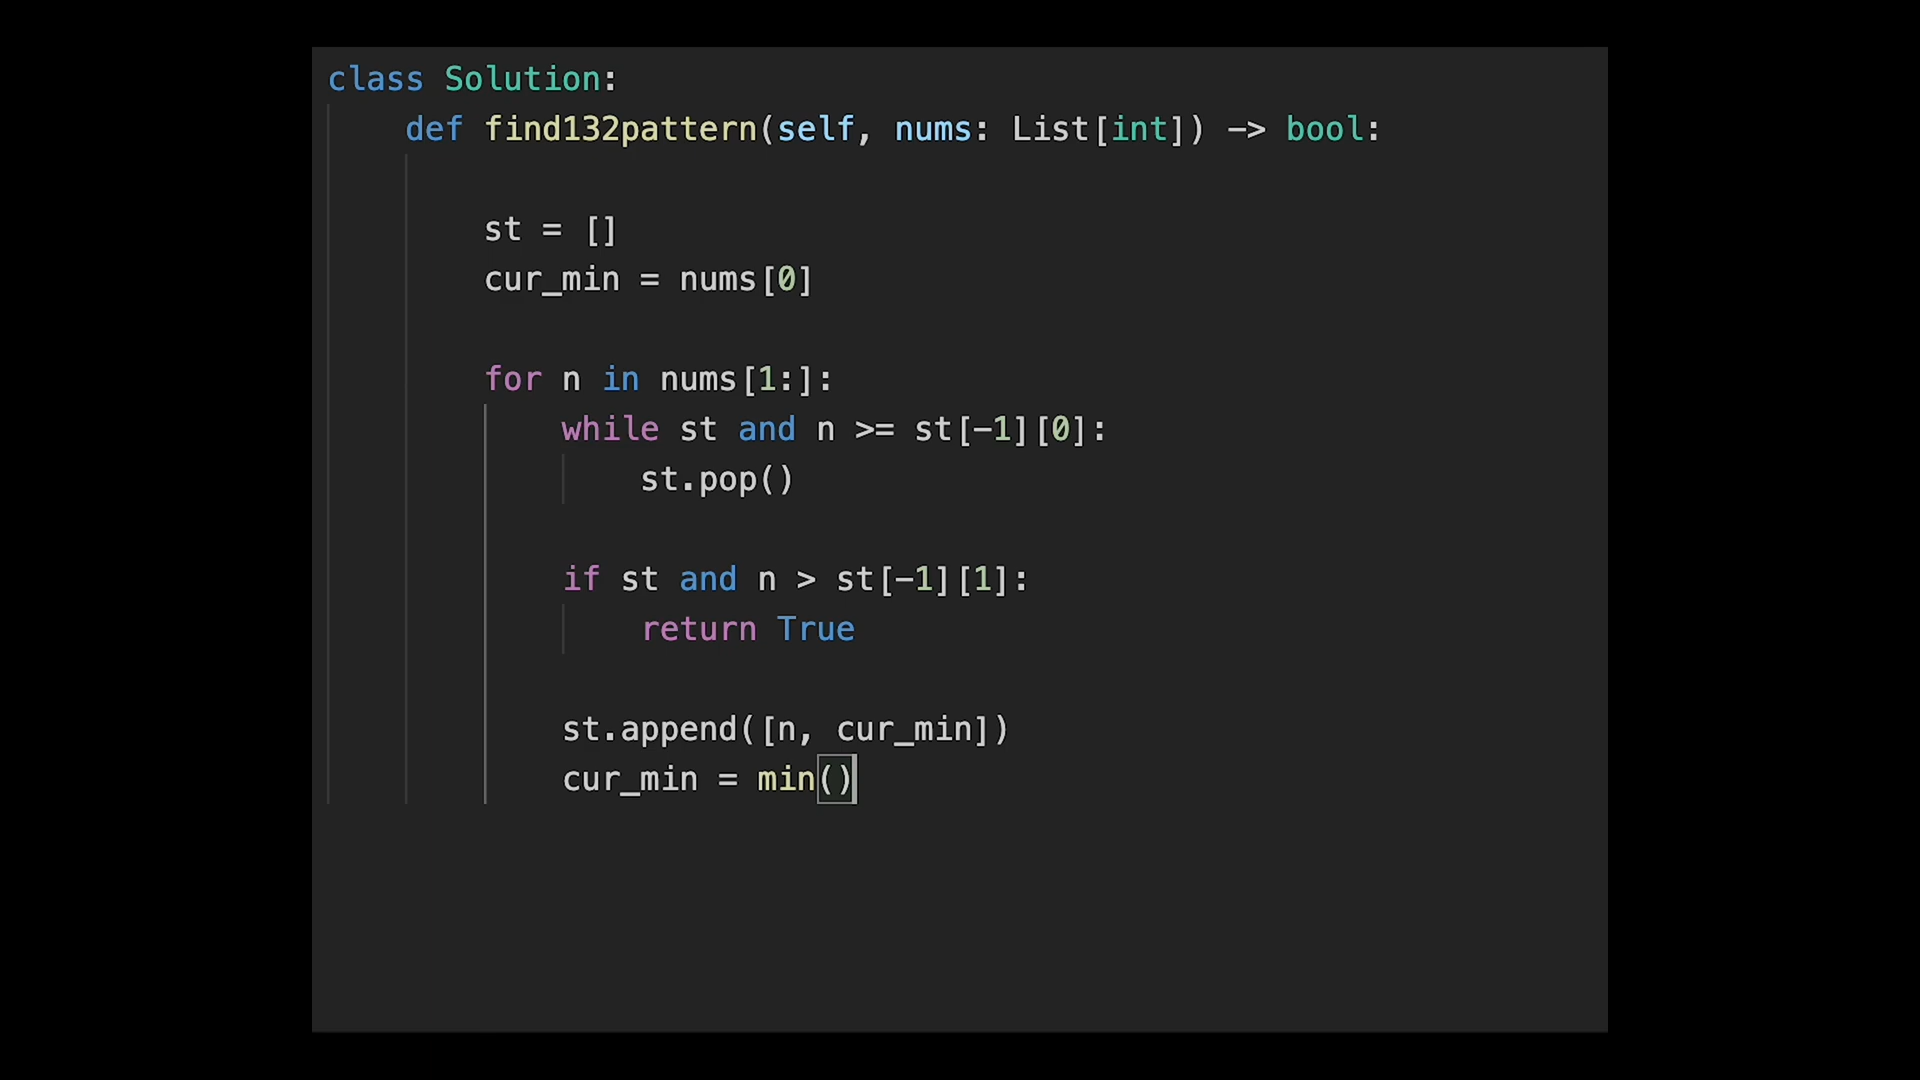 class Solution:
def find132pattern(self, nums: List[int]) -> bool:
st = []
cur_min = nums[0]
for n in nums[1:]:
while st and n >= st[-1][0]:
st.pop()
if st and n > st[-1][1]:
return True
st.append([n, cur_min])
cur_min = min()